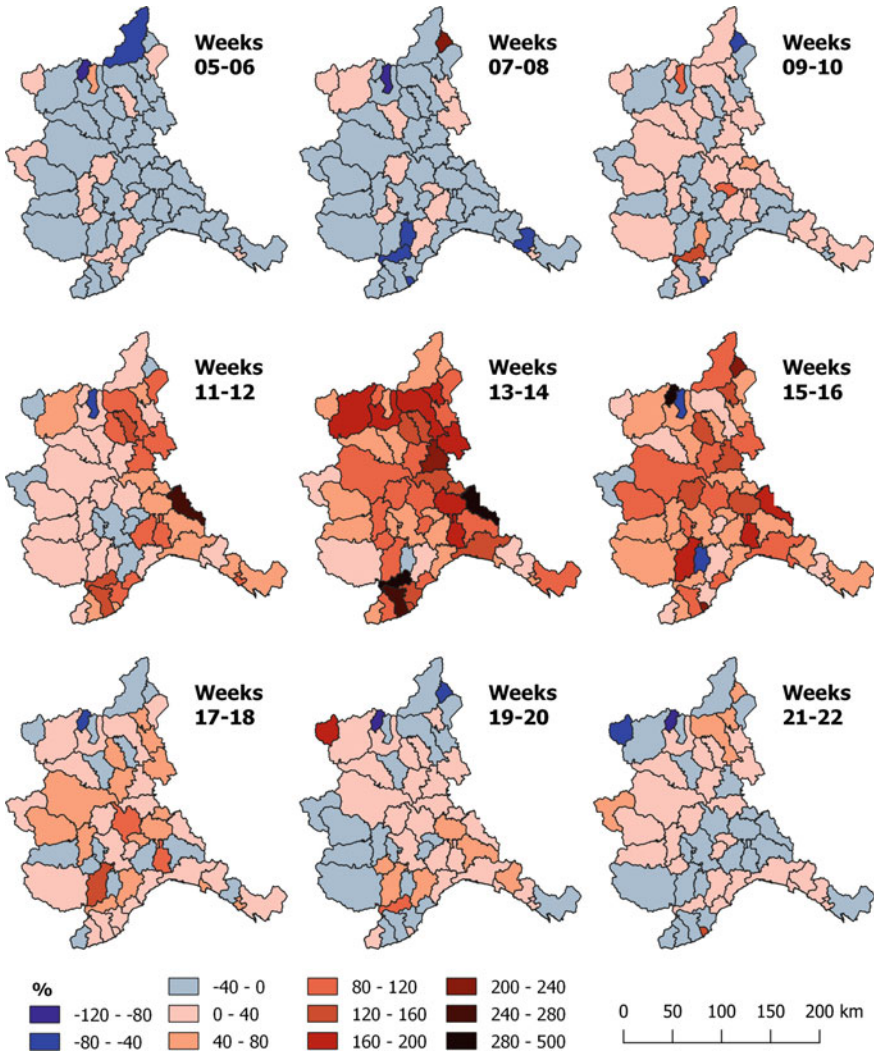 Weeks
05-06
Weeks
07-08
Weeks
09-10
Weeks
11-12
Weeks
13-14
Weeks
15-16
Weeks
17-18
Weeks
19-20
Weeks
21-22
%
-120 - -80
-80 - -40
-40 - 0
0 - 40
40 - 80
80 - 120
120 - 160
160 - 200
200 - 240
240 - 280
280 - 500
0 50 100 150 200 km